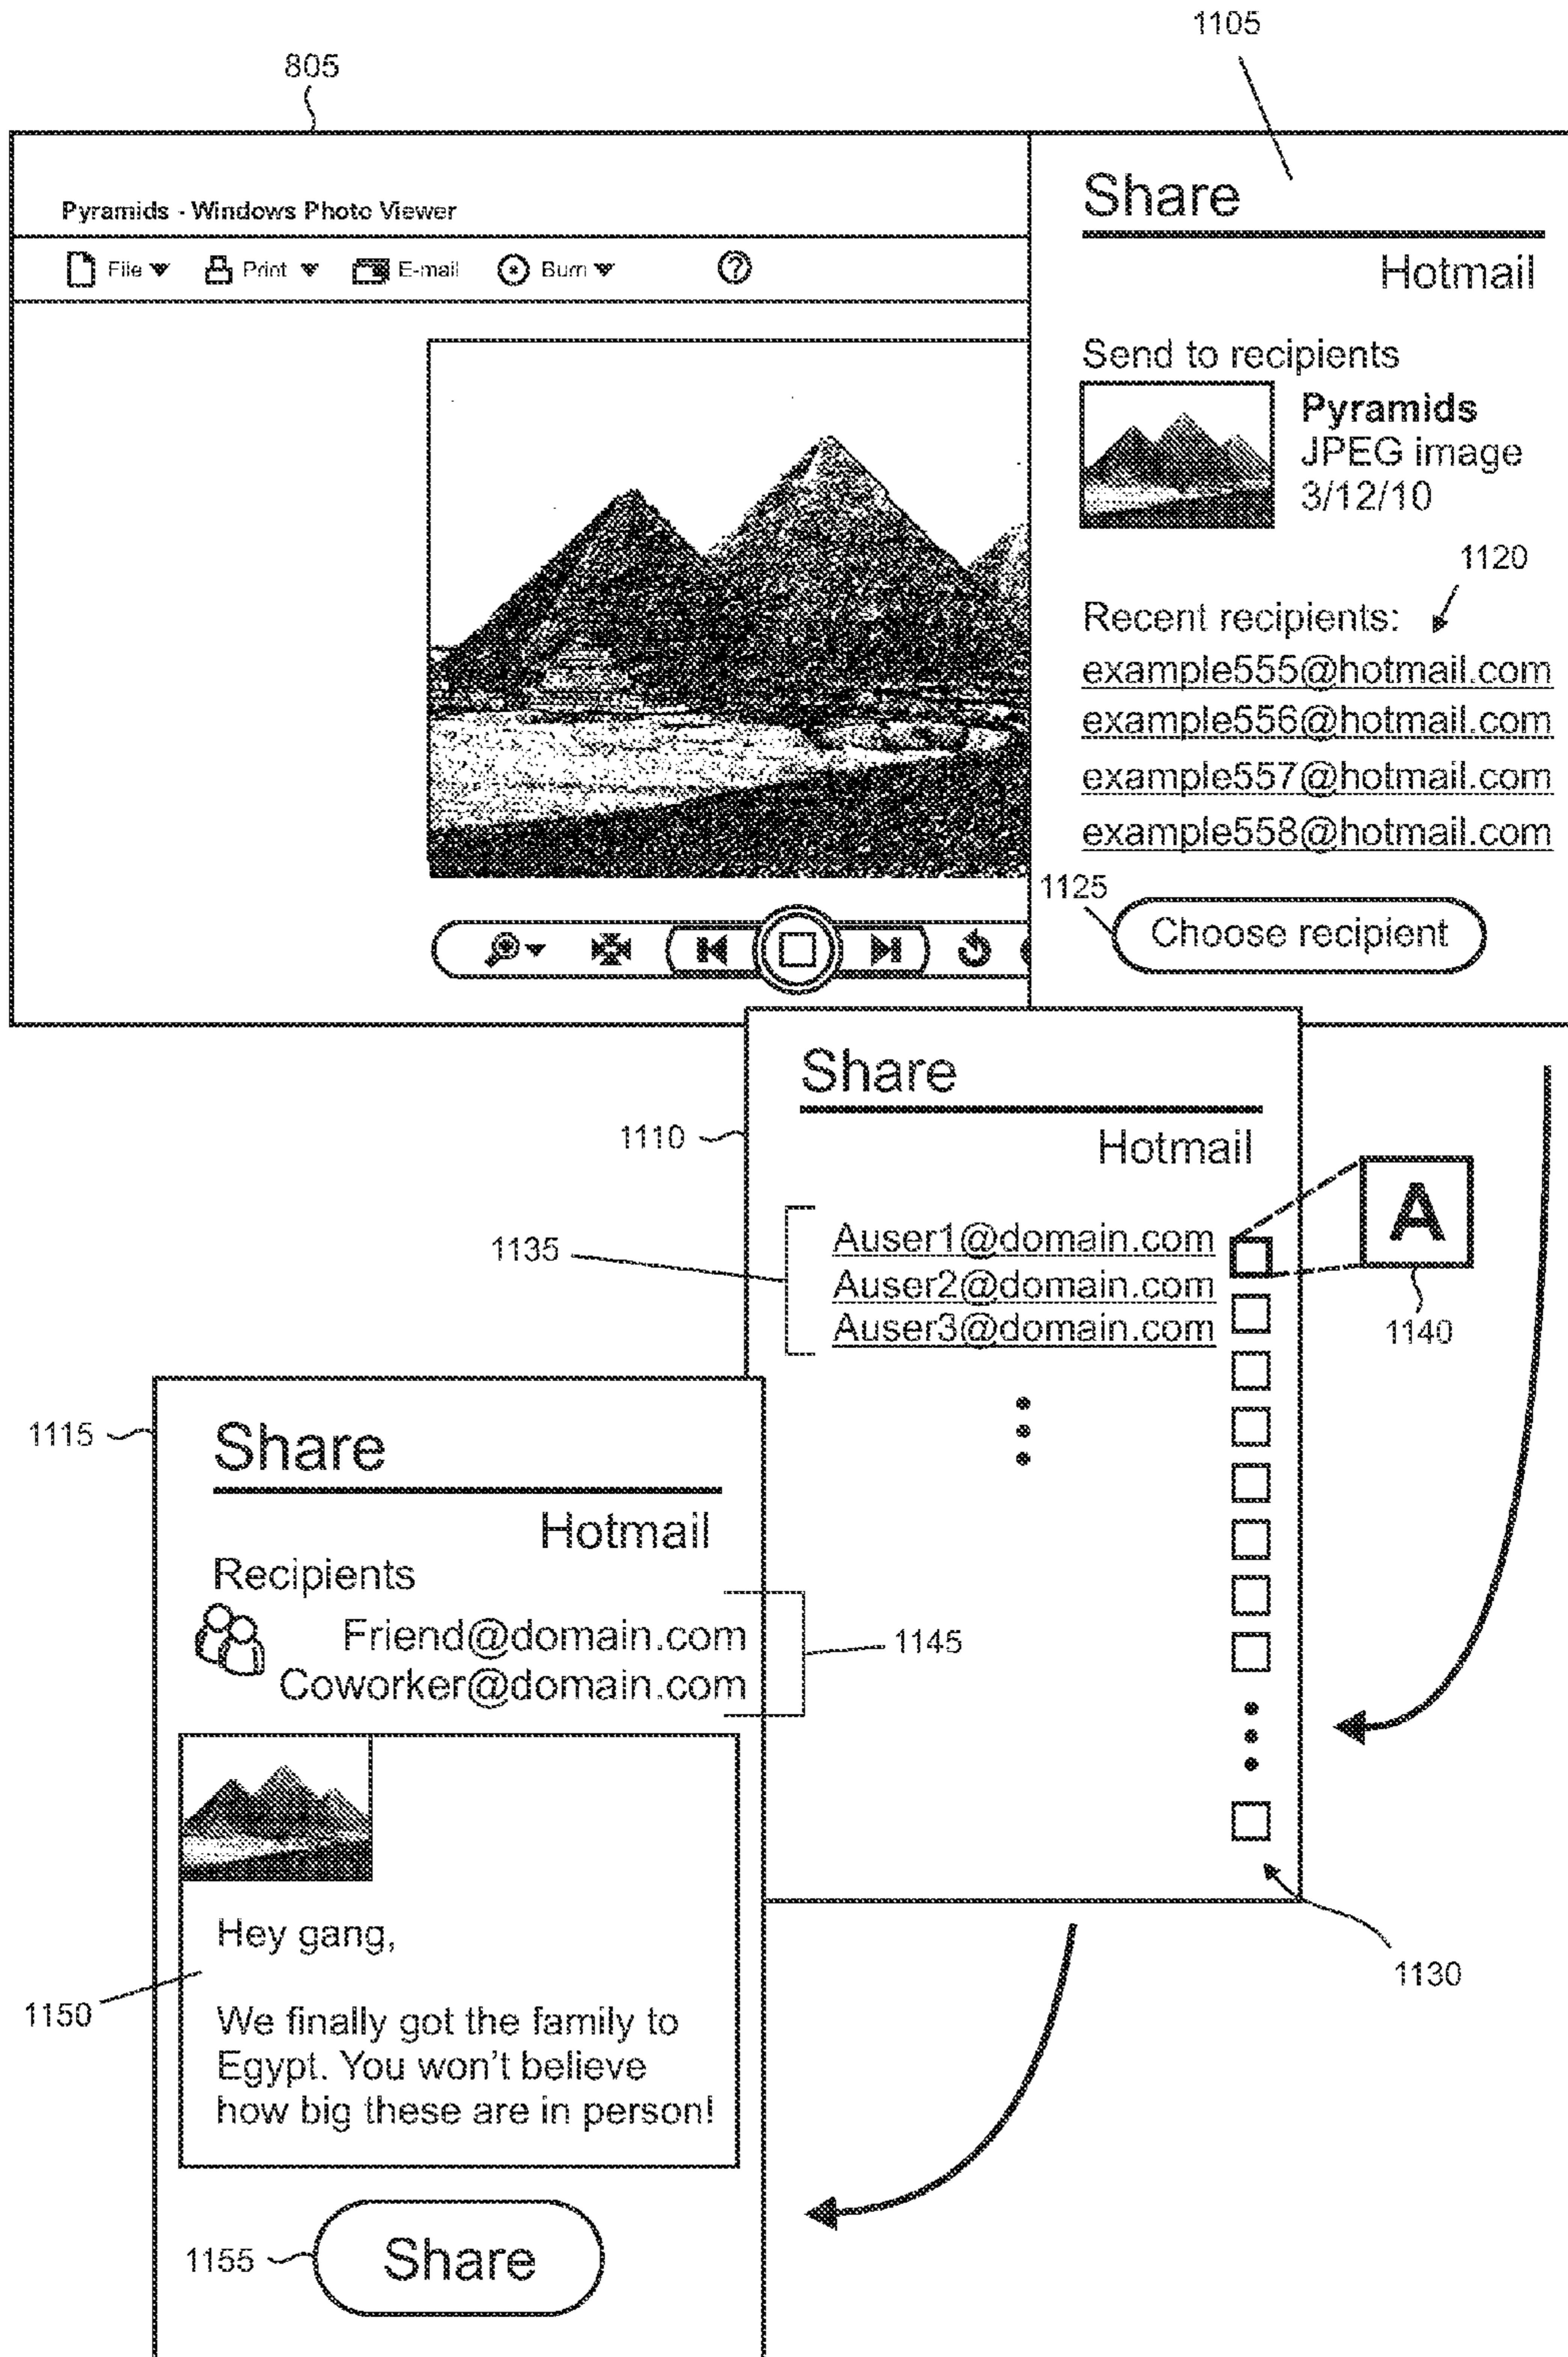 1105
805
Pyramids - Windows Photo Viewer
File Print E-mail Burn ?
Share
Hotmail
Send to recipients
Pyramids
JPEG image
3/12/10
1120
Recent recipients:
example555@hotmail.com
example556@hotmail.com
example557@hotmail.com
example558@hotmail.com
1125
Choose recipient
Share
1110
Hotmail
A
1135
Auser1@domain.com
Auser2@domain.com
Auser3@domain.com
1140
1115
Share
Hotmail
Recipients
Friend@domain.com
1145
Coworker@domain.com
Hey gang,
1130
1150
We finally got the family to
Egypt. You won't believe
how big these are in person!
1155
Share